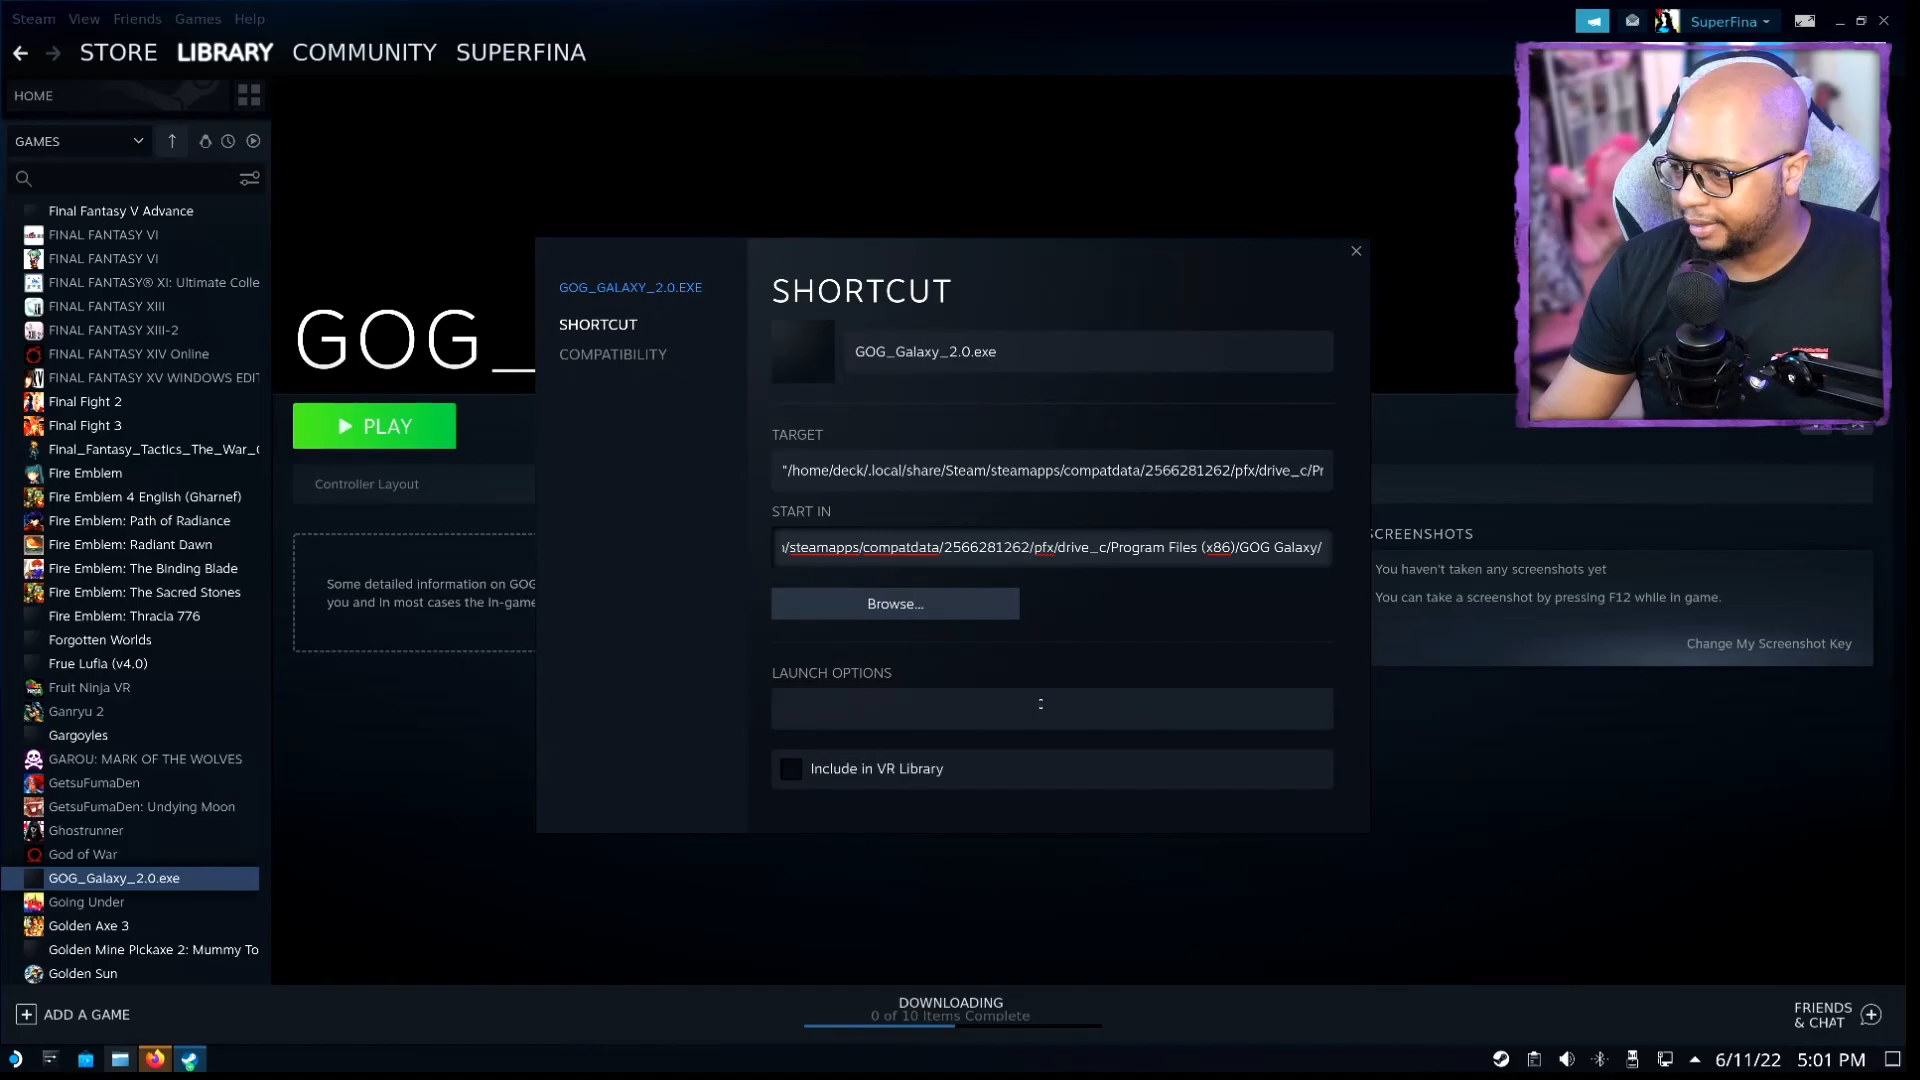 Steam View Friends Games Help
SuperFina
STORE LIBRARY COMMUNITY SUPERFINA
HOME
GAMES
Final Fantasy V Advance
FINAL FANTASY VI
FINAL FANTASY VI
FINAL FANTASY® XI: Ultimate Colle
FINAL FANTASY XIII
FINAL FANTASY XIII-2
FINAL FANTASY XIV Online
FINAL FANTASY XV WINDOWS EDIT
Final Fight 2
Final Fight 3
Final_Fantasy_Tactics_The_War_
Fire Emblem
Fire Emblem 4 English (Gharnef)
Fire Emblem: Path of Radiance
Fire Emblem: Radiant Dawn
Fire Emblem: The Binding Blade
Fire Emblem: The Sacred Stones
Fire Emblem: Thracia 776
Forgotten Worlds
Frue Lufia (v4.0)
Fruit Ninja VR
Ganryu 2
Gargoyles
GAROU: MARK OF THE WOLVES
GetsuFumaDen
GetsuFumaDen: Undying Moon
Ghostrunner
God of War
GOG_Galaxy_2.0.exe
Going Under
Golden Axe 3
Golden Mine Pickaxe 2: Mummy To
Golden Sun
GOG_
PLAY
Controller Layout
Some detailed information on GOG
you and in most cases the in-game
GOG_GALAXY_2.0.EXE
SHORTCUT
COMPATIBILITY
SHORTCUT
GOG_Galaxy_2.0.exe
TARGET
"/home/deck/.local/share/Steam/steamapps/compatdata/2566281262/pfx/drive_c/Pr
START IN
/steamapps/compatdata/2566281262/pfx/drive_c/Program Files (x86)/GOG Galaxy/
Browse...
LAUNCH OPTIONS
Include in VR Library
SCREENSHOTS
You haven't taken any screenshots yet
You can take a screenshot by pressing F12 while in game.
Change My Screenshot Key
ADD A GAME
DOWNLOADING
0 of 10 Items Complete
FRIENDS
& CHAT
6/11/22 5:01 PM